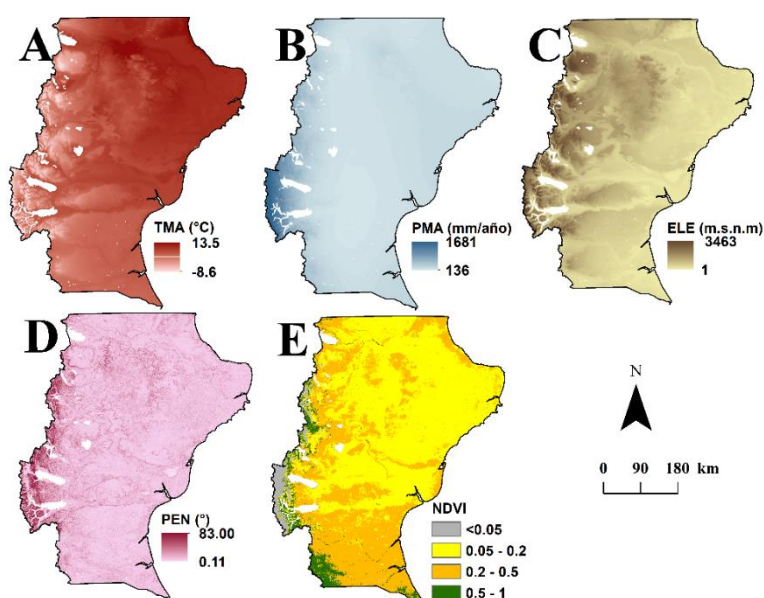 A
TMA (°C)
13.5
-8.6
B
PMA (mm/año)
1681
136
C
ELE (m.s.n.m)
3463
1
D
PEN (°)
83.00
0.11
E
NDVI
<0.05
0.05 - 0.2
0.2 - 0.5
0.5 - 1
N
0 90 180 km